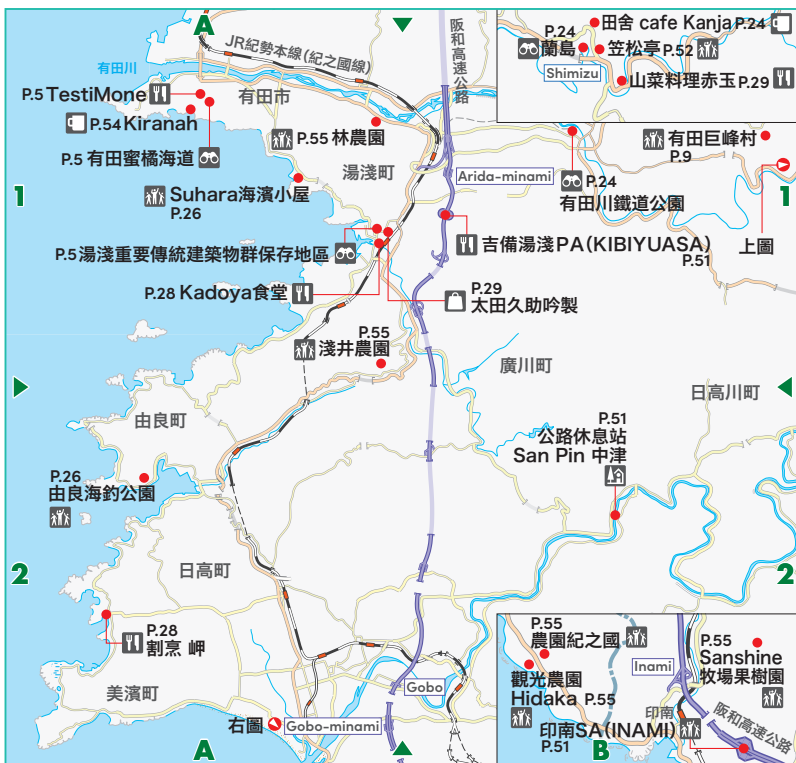 A
JR紀勢本線(紀之國線)
阪和高速公路
有田川
P.5 TestiMone
有田市
P.54 Kiranah
P.5 有田蜜橘海道
P.55 林農園
湯淺町
1
Suhara海濱小屋
P.26
Arida-minami
P.5 湯淺重要傳統建築物群保存地區
P.28 Kadoya食堂
P.24
蘭島
田舍 cafe Kanja P.24
笠松亭 P.52
Shimizu
山菜料理赤玉 P.29
有田巨峰村
P.9
P.24
有田川鐵道公園
1
上圖
吉備湯淺PA(KIBIYUASA)
P.51
P.29
太田久助吟製
P.55
淺井農園
廣川町
日高川町
由良町
P.51
公路休息站
San Pin 中津
P.26
由良海釣公園
2
日高町
2
P.28
割烹 岬
美濱町
Gobo
右圖
Gobo-minami
A
P.55
農園紀之國
觀光農園
Hidaka P.55
Inami
P.55
Sanshine
牧場果樹園
印南
印南SA(INAMI)
P.51
阪和高速公路
B